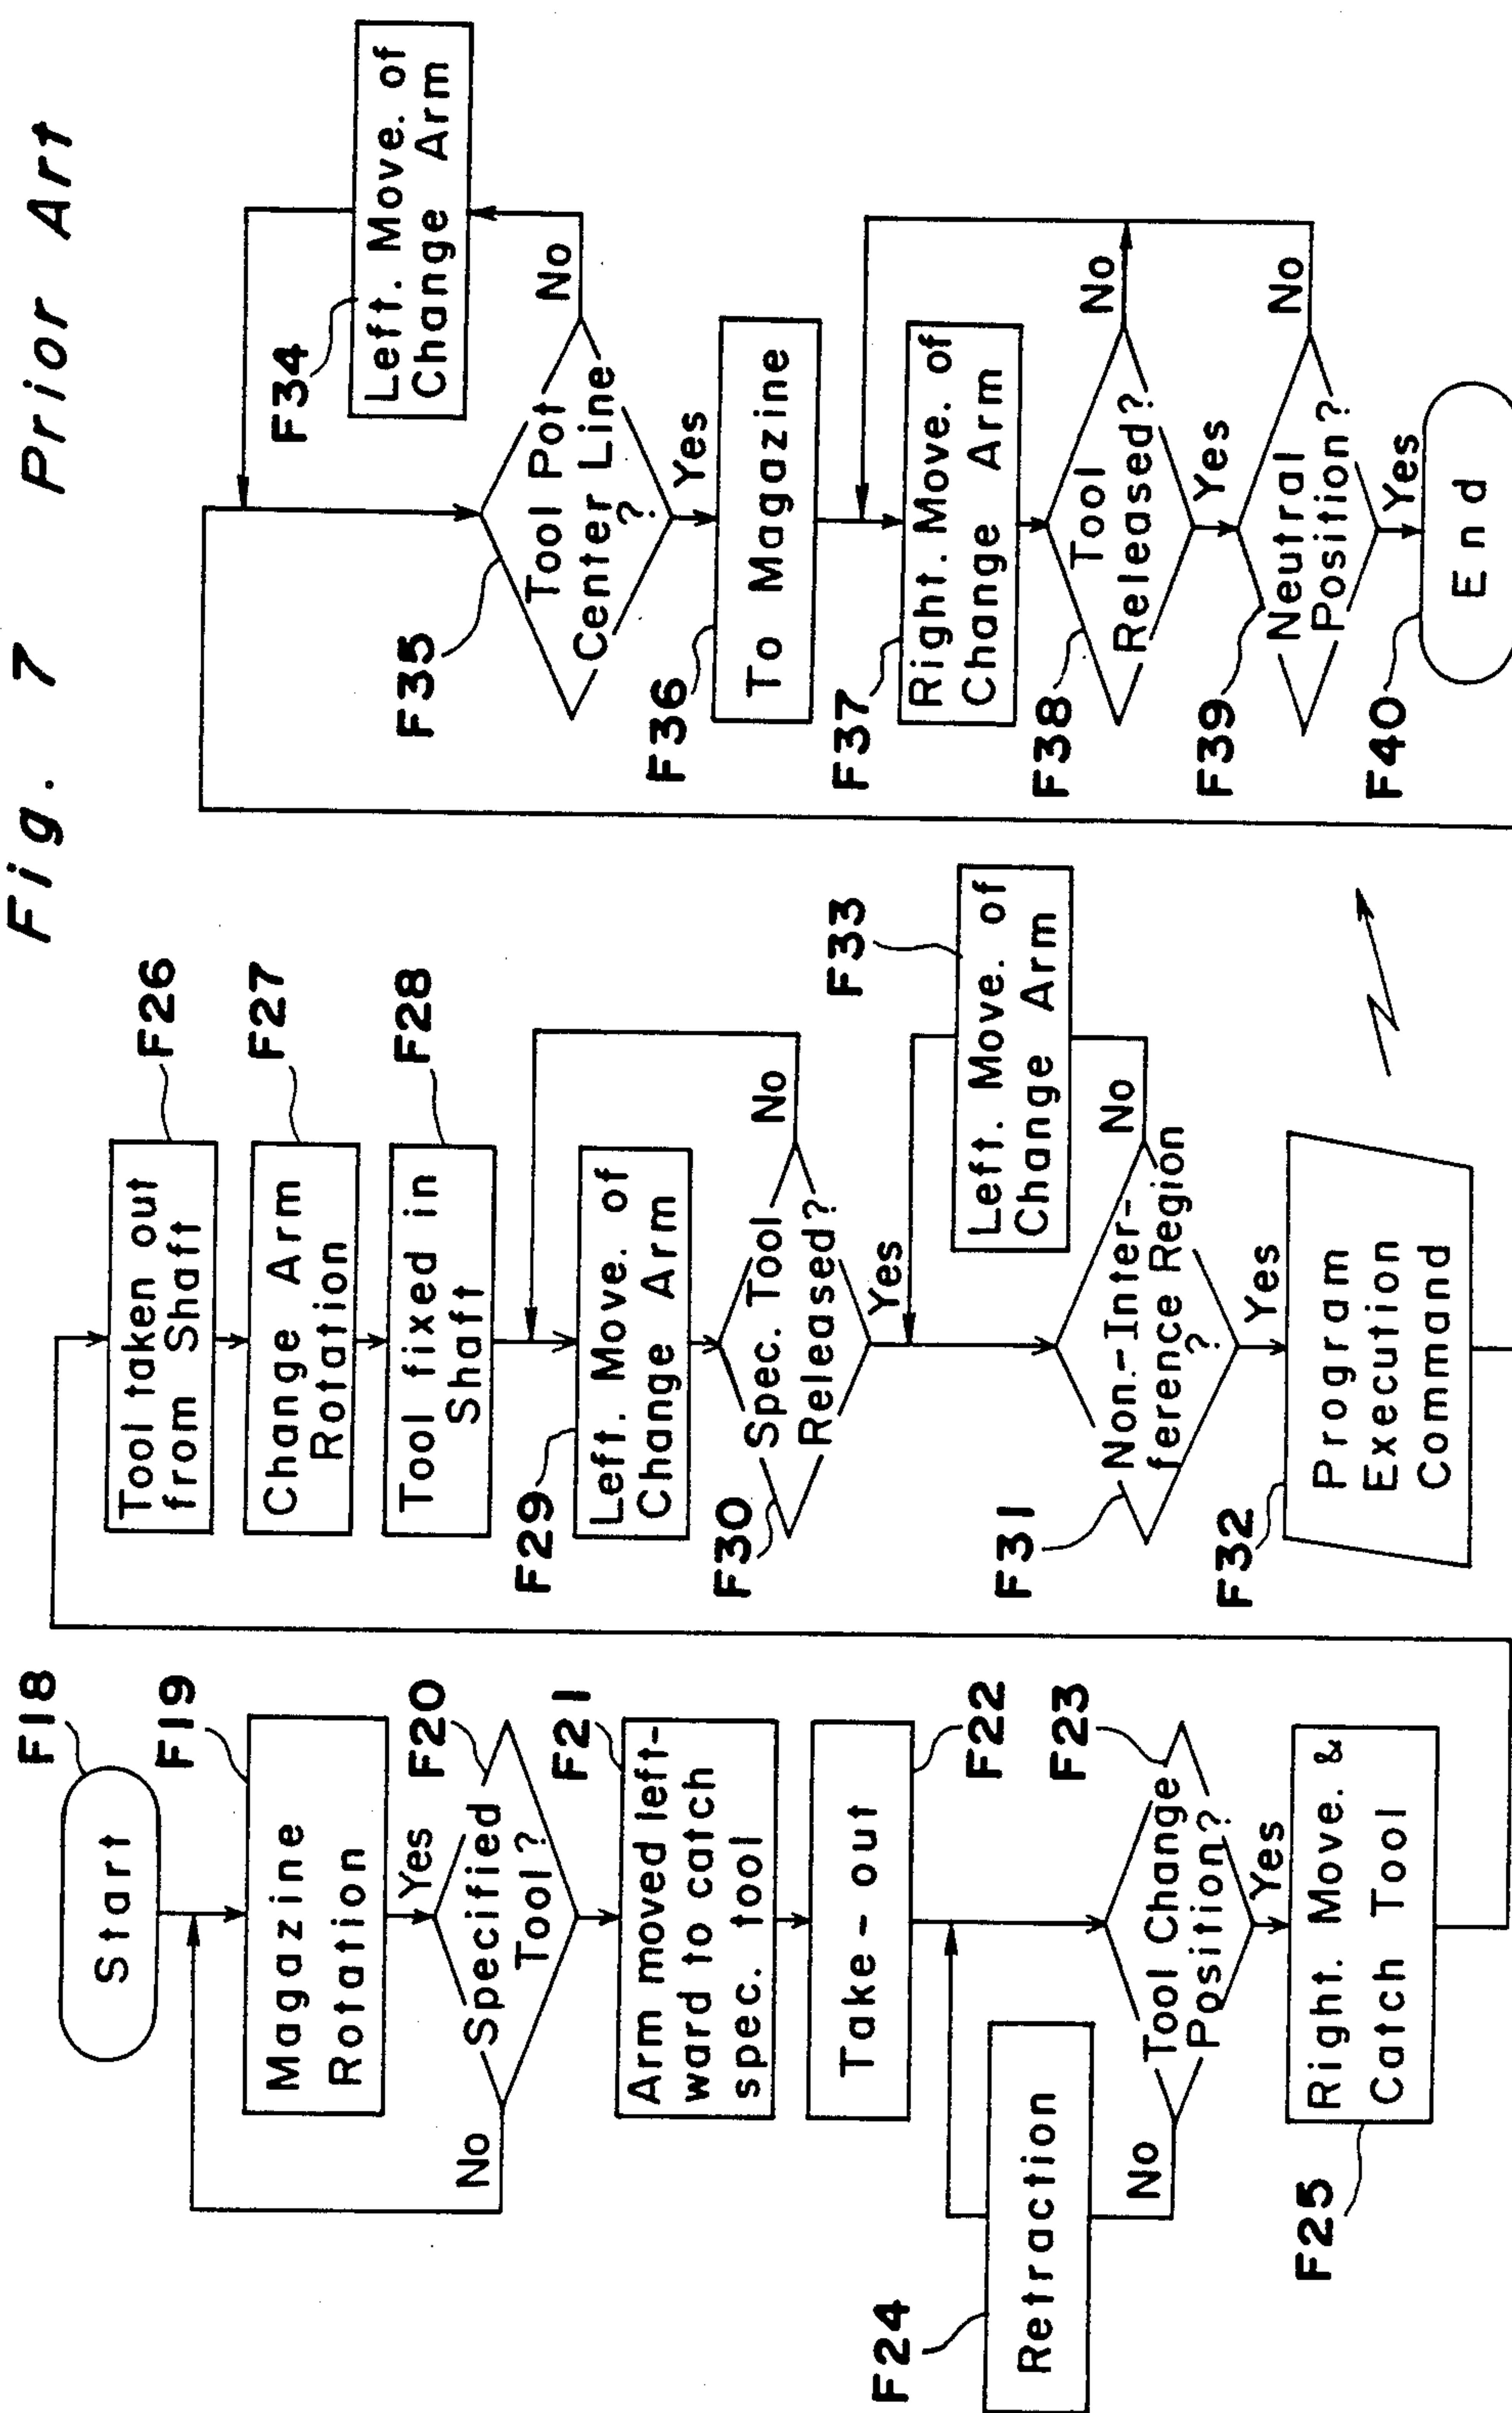 Fig. 7 Prior Art
F18
Start
F19
Magazine
Rotation
Yes
F20
Specified
Tool?
No
F21
Arm moved left-
ward to catch
spec. tool
F22
Take-out
F23
Tool Change
Position?
No
F24
Retraction
Yes
F25
Right. Move. &
Catch Tool
F26
Tool taken out
from Shaft
F27
Change Arm
Rotation
F28
Tool fixed in
Shaft
F29
Left. Move. of
Change Arm
F30
Spec. Tool
Released?
No
Yes
F31
Non-Inter-
ference Region
?
No
F33
Left. Move. of
Change Arm
Yes
F32
Program
Execution
Command
F34
Left. Move. of
Change Arm
F35
Tool Pot
Center Line
?
No
Yes
F36
To Magazine
F37
Right. Move. of
Change Arm
F38
Tool
Released?
No
Yes
F39
Neutral
Position?
No
Yes
F40
End